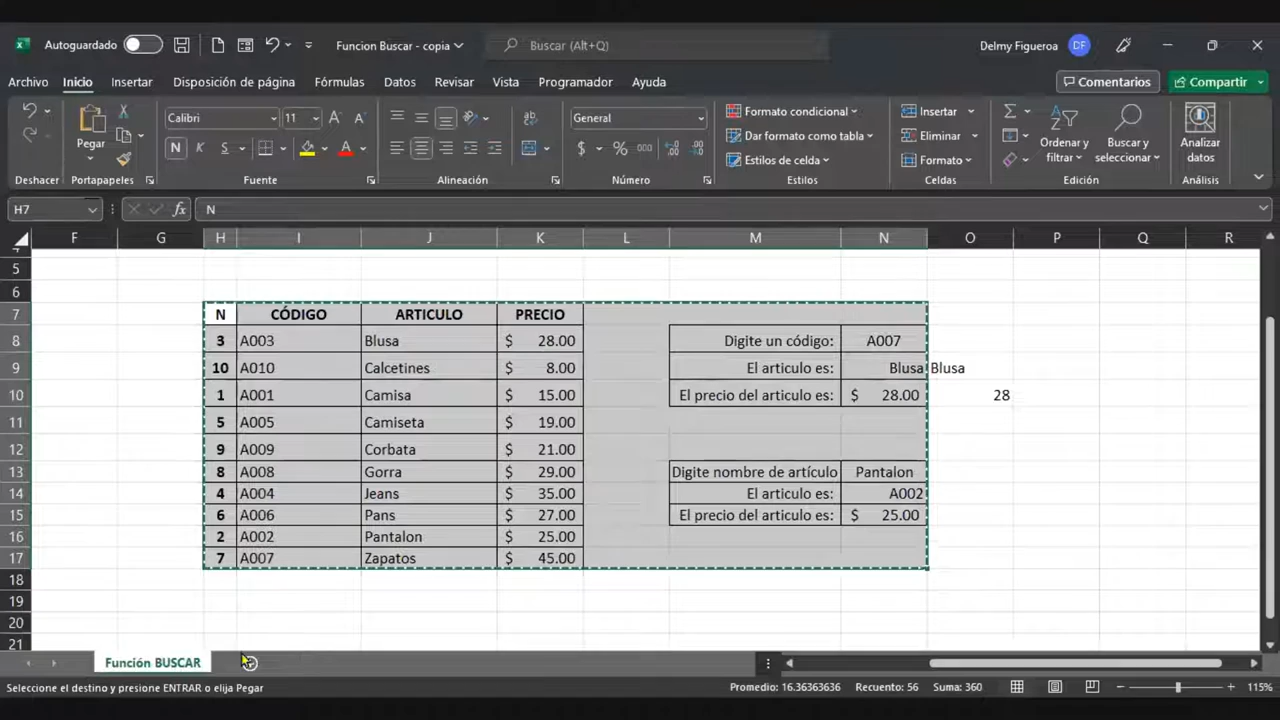 Autoguardado
Funcion Buscar - copia
Buscar (Alt+Q)
Delmy Figueroa
DF
Archivo Inicio Insertar Disposición de página Fórmulas Datos Revisar Vista Programador Ayuda
Comentarios
Compartir
Pegar
Calibri 11
N K S
General
$ % 000
Formato condicional
Dar formato como tabla
Estilos de celda
Insertar
Eliminar
Formato
Ordenar y filtrar
Buscar y seleccionar
Analizar datos
Deshacer Portapapeles Fuente Alineación Número Estilos Celdas Edición Análisis
H7 fx N
F G H I J K L M N O P Q R
4
5
6
7 N CÓDIGO ARTICULO PRECIO
8 3 A003 Blusa $ 28.00 Digite un código: A007
9 10 A010 Calcetines $ 8.00 El articulo es: Blusa Blusa
10 1 A001 Camisa $ 15.00 El precio del articulo es: $ 28.00 28
11 5 A005 Camiseta $ 19.00
12 9 A009 Corbata $ 21.00
13 8 A008 Gorra $ 29.00 Digite nombre de artículo Pantalon
14 4 A004 Jeans $ 35.00 El articulo es: A002
15 6 A006 Pans $ 27.00 El precio del articulo es: $ 25.00
16 2 A002 Pantalon $ 25.00
17 7 A007 Zapatos $ 45.00
18
19
20
21
Función BUSCAR
Seleccione el destino y presione ENTRAR o elija Pegar
Promedio: 16.36363636 Recuento: 56 Suma: 360
115%